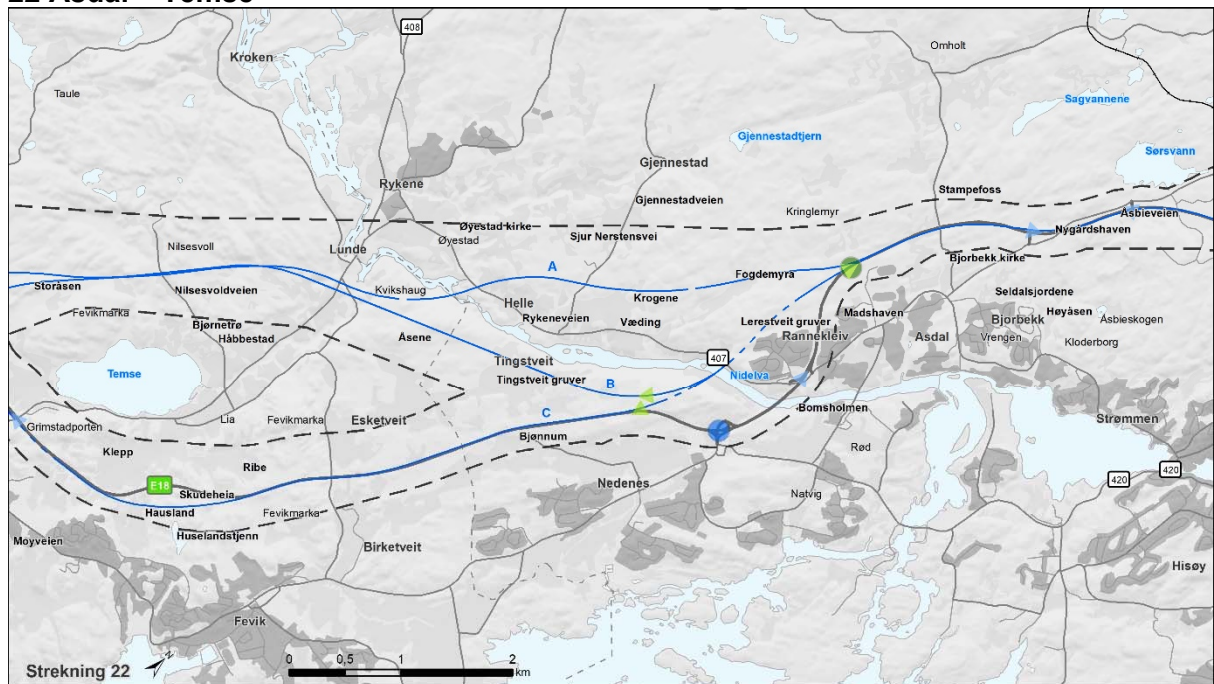 22 Asdal – Temse
408
Kroken
Omholt
Taule
Sagvannene
Gjennestadtjern
Sørsvann
Gjennestad
Rykene
Stampefoss
Gjennestadveien
Kringlemyr
Åsbieveien
Øyestad kirke
Nygårdshaven
Sjur Nerstensvei
Øyestad
Nilsesvoll
Lunde
Bjorbekk kirke
A
Fogdemyra
Storåsen
Nilsesvoldveien
Kvikshaug
Krogene
Seldalsjordene
Helle
Fevikmarka
Rykeneveien
Væding
Lerestveit gruver
Madshaven
Bjorbekk
Høyåsen
Åsbieskogen
Bjørnetrø
Håbbestad
Åsene
Rannekleiv
Asdal
Vrengen
Kloderborg
407
Tingstveit
Temse
Tingstveit gruver
B
Nidelva
C
Bomsholmen
Lia
Fevikmarka
Esketveit
Strømmen
Grimstadporten
Bjønnum
Klepp
Rød
Ribe
420
420
E18
Skudeheia
Nedenes
Natvig
Hausland
Fevikmarka
Moyveien
Huselandstjenn
Birketveit
Hisøy
Fevik
Strekning 22
N
0 0,5 1 2
km